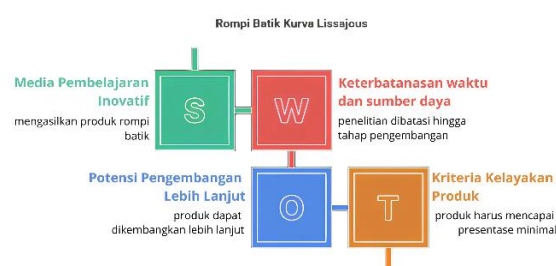 Rompi Batik Kurva Lissajous
Media Pembelajaran
Inovatif
mengasilkan produk rompi
batik
S
W
Keterbatanasan waktu
dan sumber daya
penelitian dibatasi hingga
tahap pengembangan
Potensi Pengembangan
Lebih Lanjut
produk dapat
dikembangkan lebih lanjut
O
T
Kriteria Kelayakan
Produk
produk harus mencapai
presentase minimal